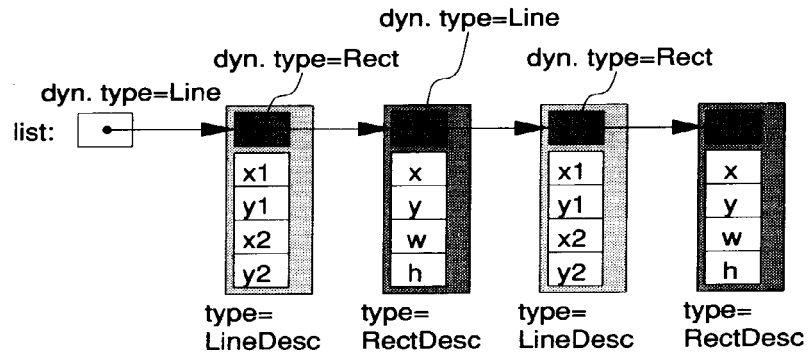 dyn. type=Line
dyn. type=Rect
dyn. type=Rect
dyn. type=Line
list:
x1
y1
x2
y2
x
y
w
h
x1
y1
x2
y2
x
y
w
h
type=
LineDesc
type=
RectDesc
type=
LineDesc
type=
RectDesc